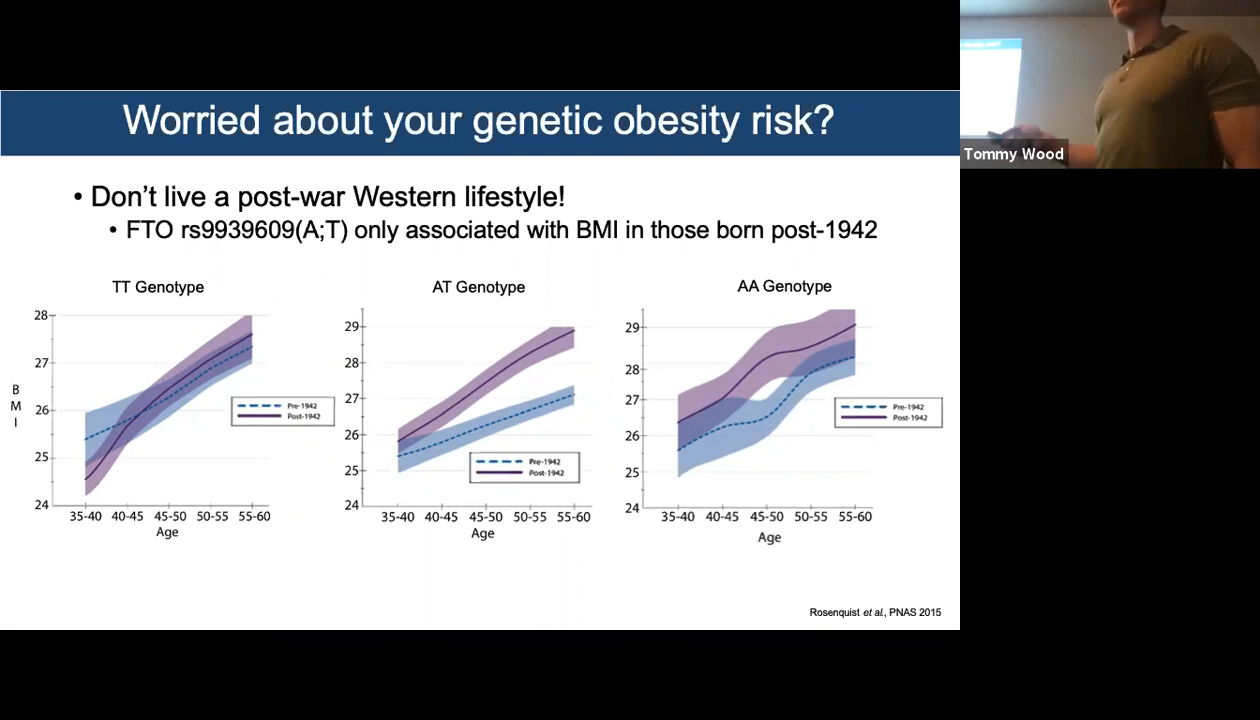 Worried about your genetic obesity risk?
Tommy Wood
• Don't live a post-war Western lifestyle!
• FTO rs9939609(A;T) only associated with BMI in those born post-1942
TT Genotype
28
27
26
25
24
B
M
I
35-40 40-45 45-50 50-55 55-60
Age
Pre-1942
Post-1942
AT Genotype
29
28
27
26
25
24
35-40 40-45 45-50 50-55 55-60
Age
Pre-1942
Post-1942
AA Genotype
29
28
27
26
25
24
35-40 40-45 45-50 50-55 55-60
Age
Pre-1942
Post-1942
Rosenquist et al., PNAS 2015